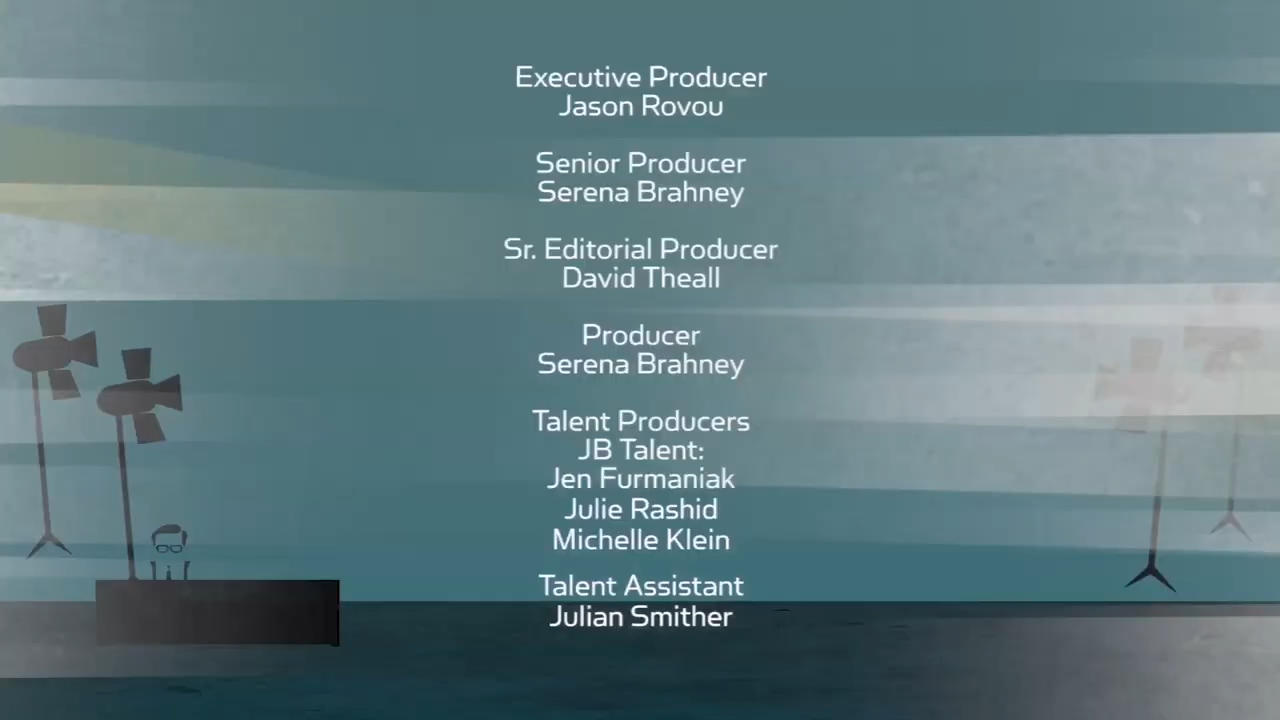 Executive Producer
Jason Rovou
Senior Producer
Serena Brahney
Sr. Editorial Producer
David Theall
Producer
Serena Brahney
Talent Producers
JB Talent:
Jen Furmaniak
Julie Rashid
Michelle Klein
Talent Assistant
Julian Smither